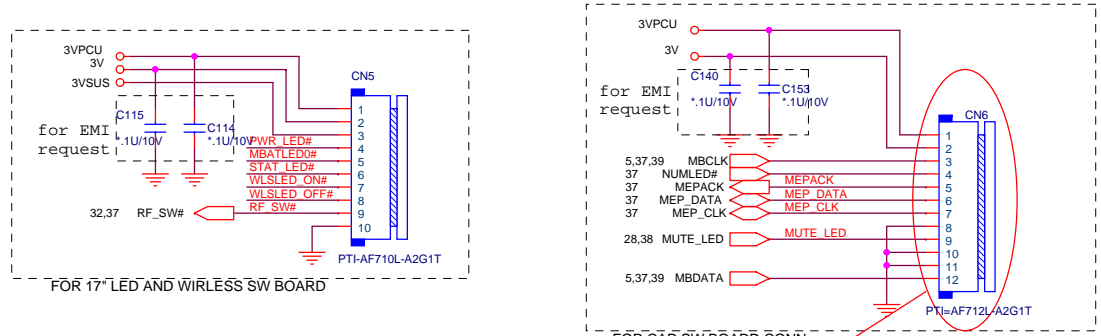 3VPCU
3V
3VSUS
CN5
C115
*.1U/10V
C114
*.1U/10V
for EMI
request
PWR_LED#
MBATLED0#
STAT_LED#
WLSLED_ON#
WLSLED_OFF#
32,37 RF_SW# RF_SW#
1
2
3
4
5
6
7
8
9
10
PTI-AF710L-A2G1T
FOR 17" LED AND WIRLESS SW BOARD
3VPCU
3V
C140
*.1U/10V
C153
*.1U/10V
for EMI
request
CN6
5,37,39 MBCLK
37 NUMLED#
37 MEPACK MEPACK
37 MEP_DATA MEP_DATA
37 MEP_CLK MEP_CLK
28,38 MUTE_LED MUTE_LED
5,37,39 MBDATA
1
2
3
4
5
6
7
8
9
10
11
12
PTI=AF712L-A2G1T